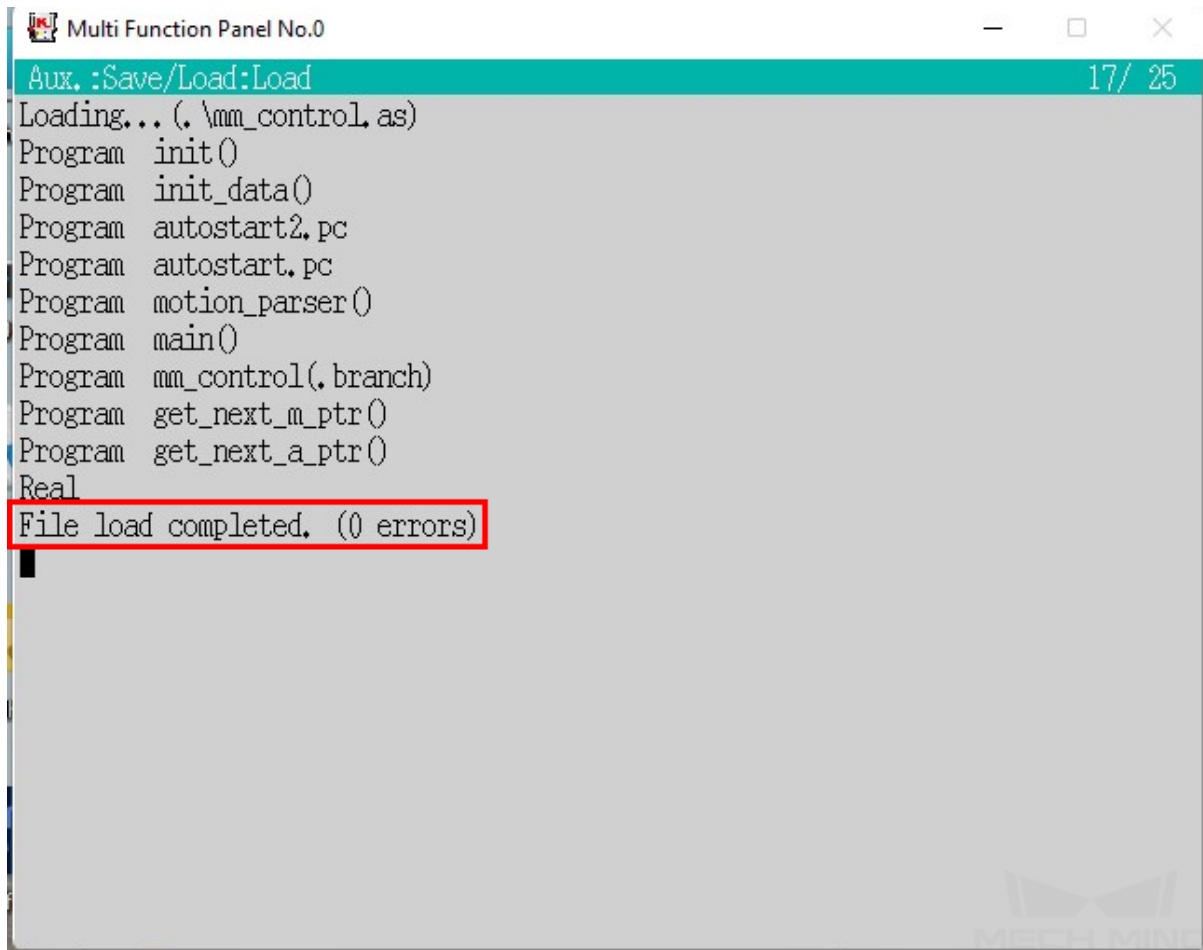 Multi Function Panel No.0
Aux.:Save/Load:Load 17/ 25
Loading...(.\mm_control.as)
Program init()
Program init_data()
Program autostart2.pc
Program autostart.pc
Program motion_parser()
Program main()
Program mm_control(.branch)
Program get_next_m_ptr()
Program get_next_a_ptr()
Real
File load completed. (0 errors)
MECH MIND